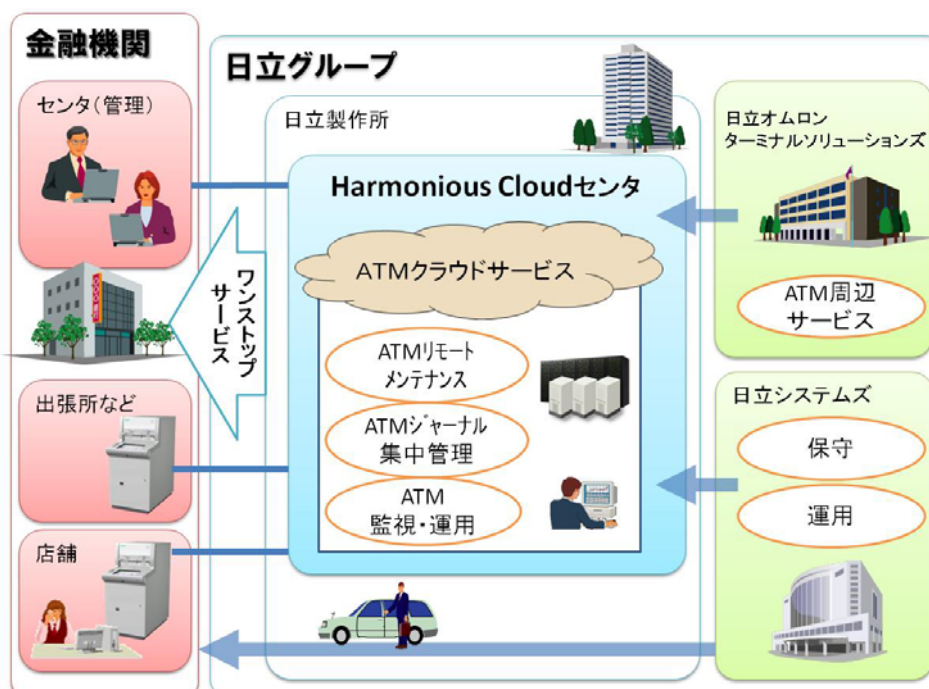 金融機関
センタ(管理)
出張所など
店舗
ワンストップ
サービス
日立グループ
日立製作所
Harmonious Cloudセンタ
ATMクラウドサービス
ATMリモート
メンテナンス
ATMジャーナル
集中管理
ATM
監視・運用
日立オムロン
ターミナルソリューションズ
ATM周辺
サービス
日立システムズ
保守
運用